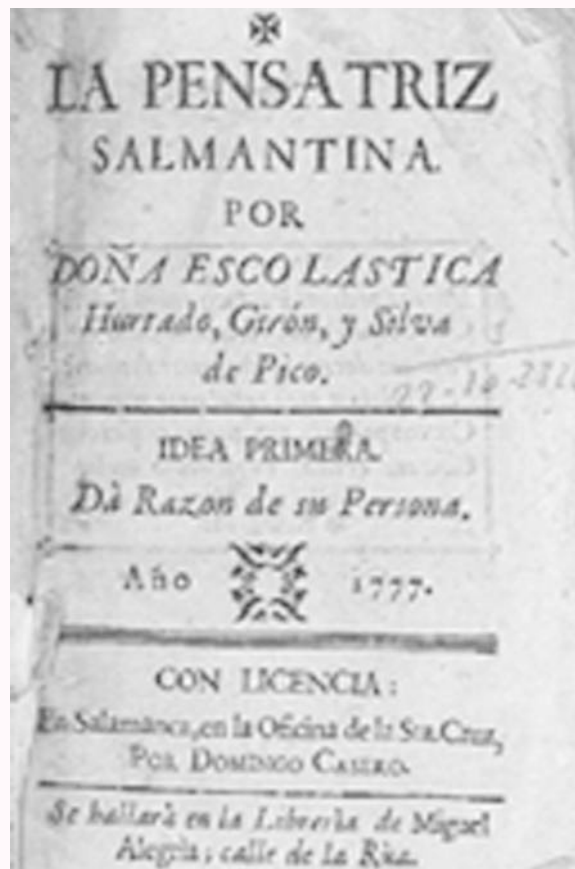 LA PENSATRIZ
SALMANTINA.
POR
DOÑA ESCOLASTICA
Hurtado, Girón, y Silva
de Pico.
IDEA PRIMERA.
Dà Razon de su Persona.
Año 1777.
CON LICENCIA:
En Salamanca, en la Oficina de la Sta. Cruz,
POR DOMINGO CASERO.
Se hallarà en la Librerìa de Miguel
Alegrìa; calle de la Rua.